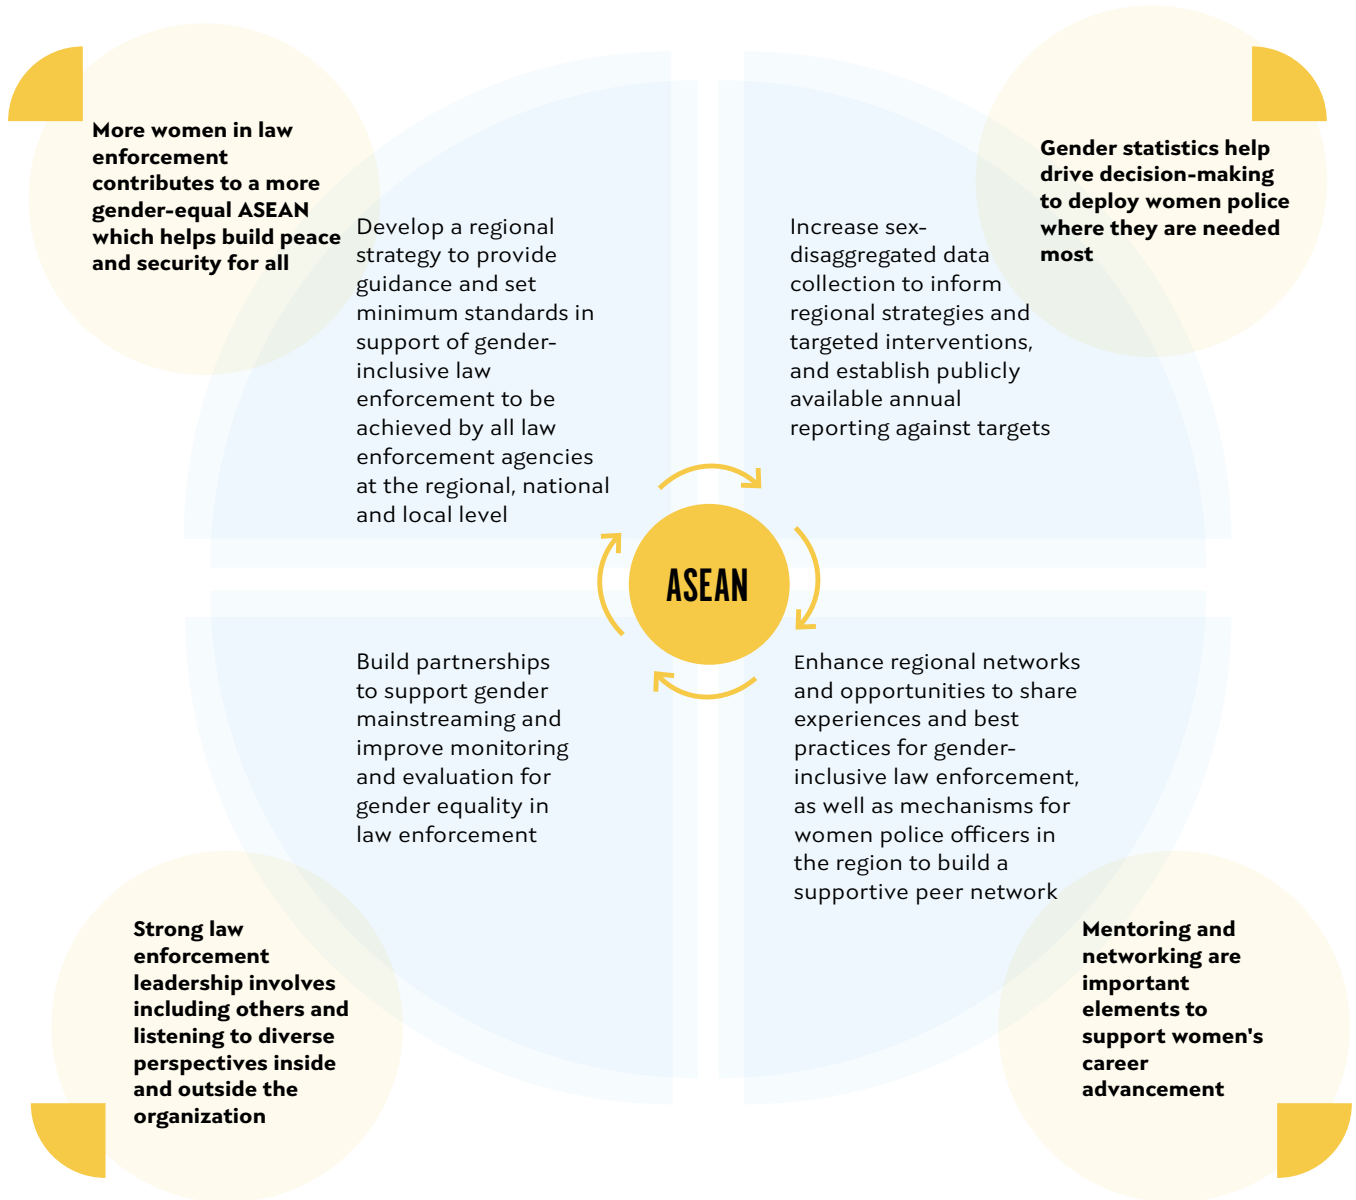 More women in law
enforcement
contributes to a more
gender-equal ASEAN
which helps build peace
and security for all
Develop a regional
strategy to provide
guidance and set
minimum standards in
support of gender-
inclusive law
enforcement to be
achieved by all law
enforcement agencies
at the regional, national
and local level
Increase sex-
disaggregated data
collection to inform
regional strategies and
targeted interventions,
and establish publicly
available annual
reporting against targets
Gender statistics help
drive decision-making
to deploy women police
where they are needed
most
ASEAN
Build partnerships
to support gender
mainstreaming and
improve monitoring
and evaluation for
gender equality in
law enforcement
Enhance regional networks
and opportunities to share
experiences and best
practices for gender-
inclusive law enforcement,
as well as mechanisms for
women police officers in
the region to build a
supportive peer network
Strong law
enforcement
leadership involves
including others and
listening to diverse
perspectives inside
and outside the
organization
Mentoring and
networking are
important
elements to
support women's
career
advancement